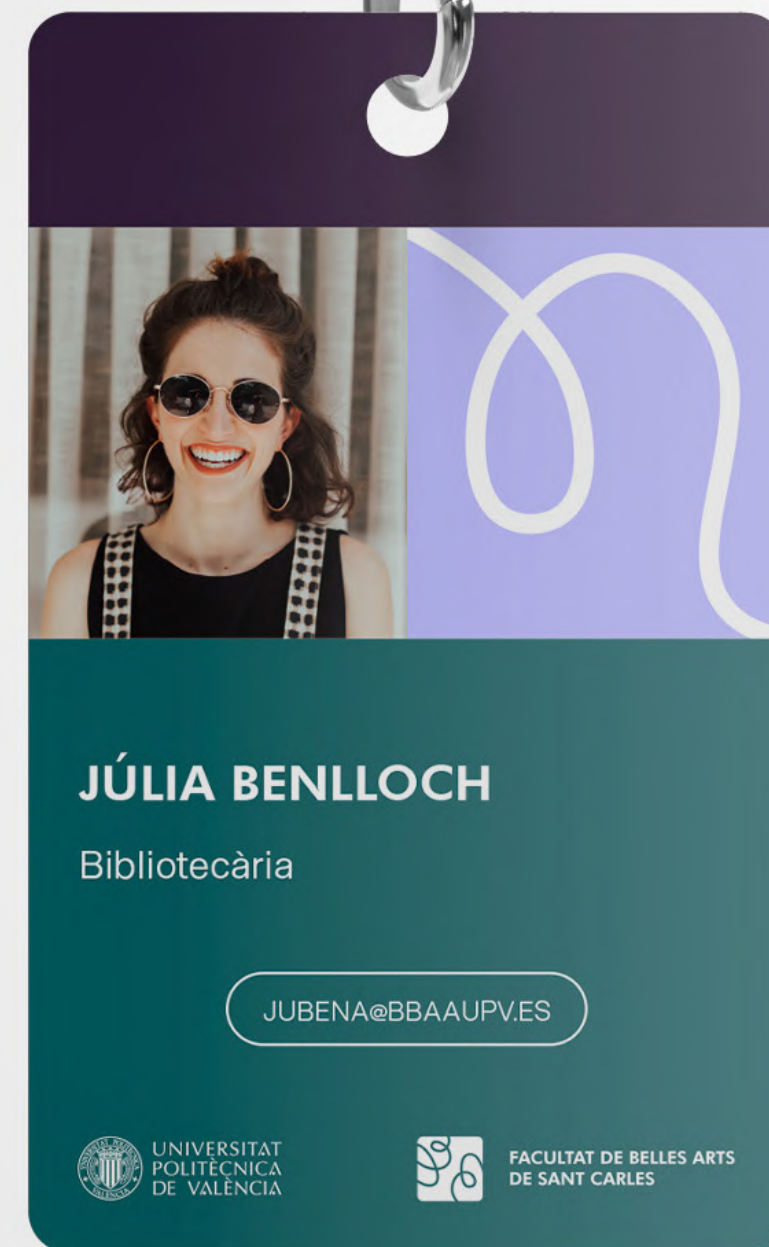 JÚLIA BENLLOCH
Bibliotecària
JUBENA@BBAAUPV.ES
UNIVERSITAT
POLITÈCNICA
DE VALÈNCIA
FACULTAT DE BELLES ARTS
DE SANT CARLES